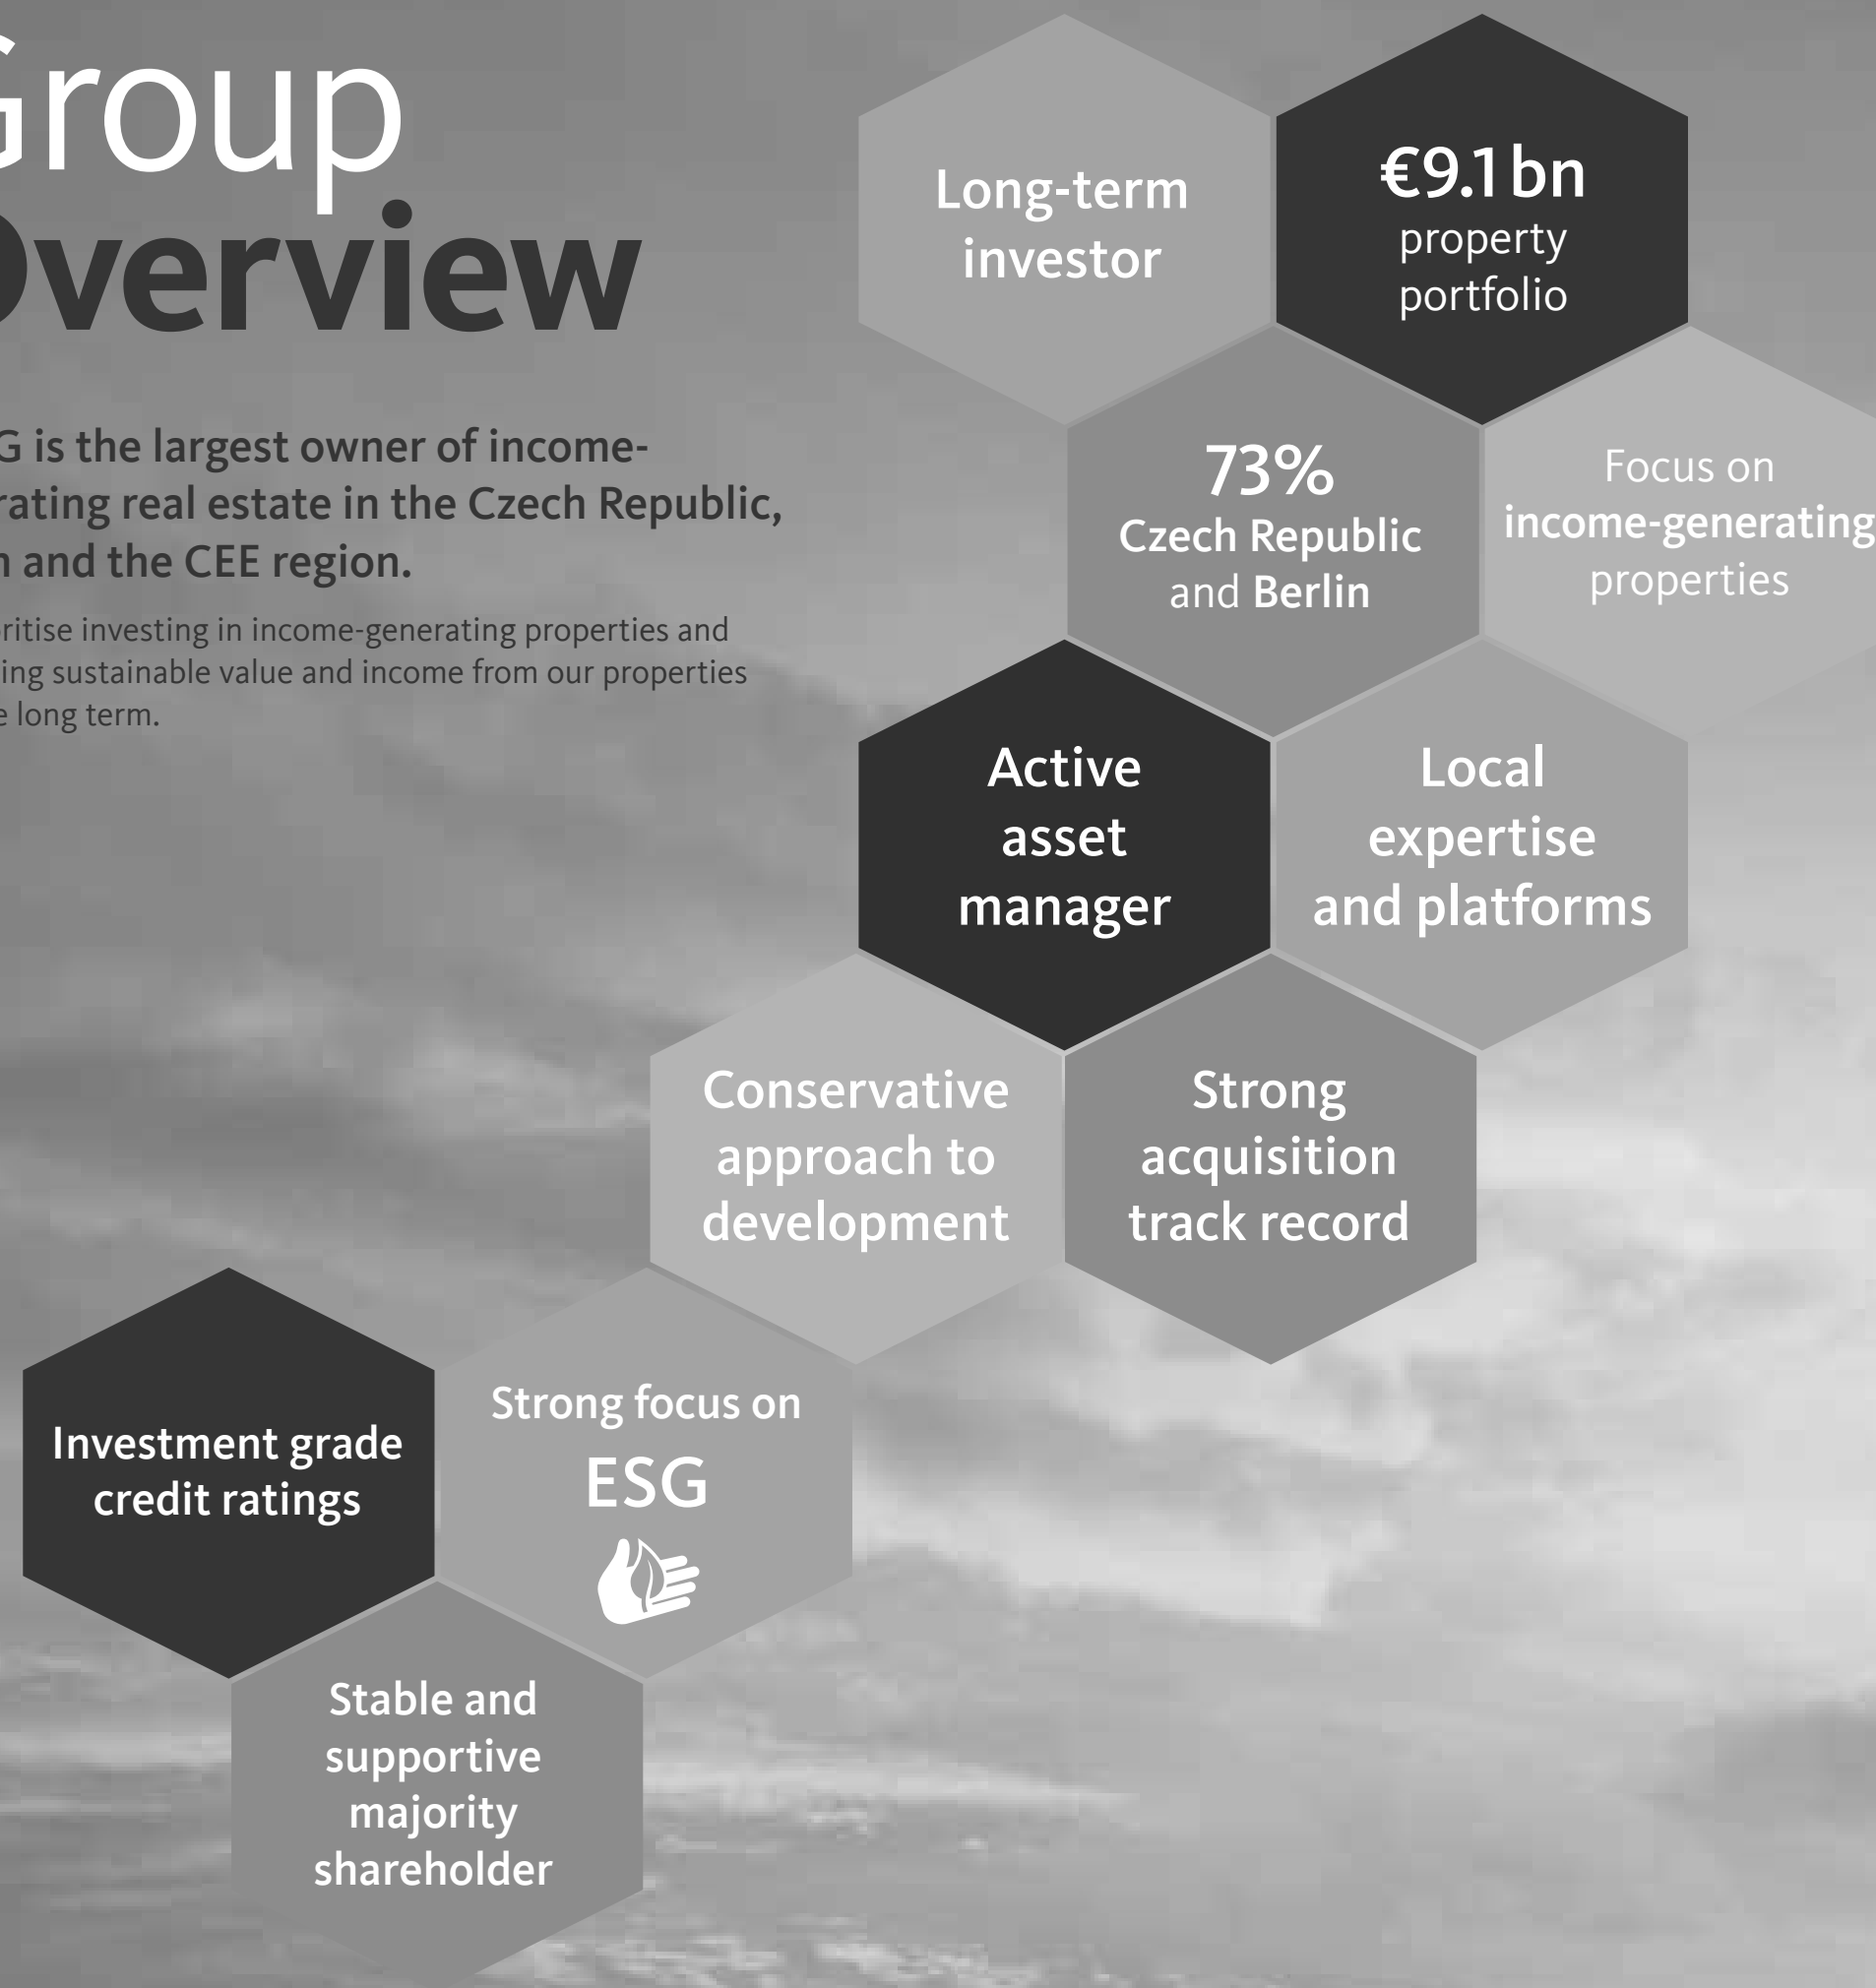 Group
Overview
G is the largest owner of income-
rating real estate in the Czech Republic,
and the CEE region.
ritise investing in income-generating properties and
ing sustainable value and income from our properties
long term.
Long-term
investor
€9.1 bn
property
portfolio
73%
Czech Republic
and Berlin
Focus on
income-generating
properties
Active
asset
manager
Local
expertise
and platforms
Conservative
approach to
development
Strong
acquisition
track record
Investment grade
credit ratings
Strong focus on
ESG
Stable and
supportive
majority
shareholder